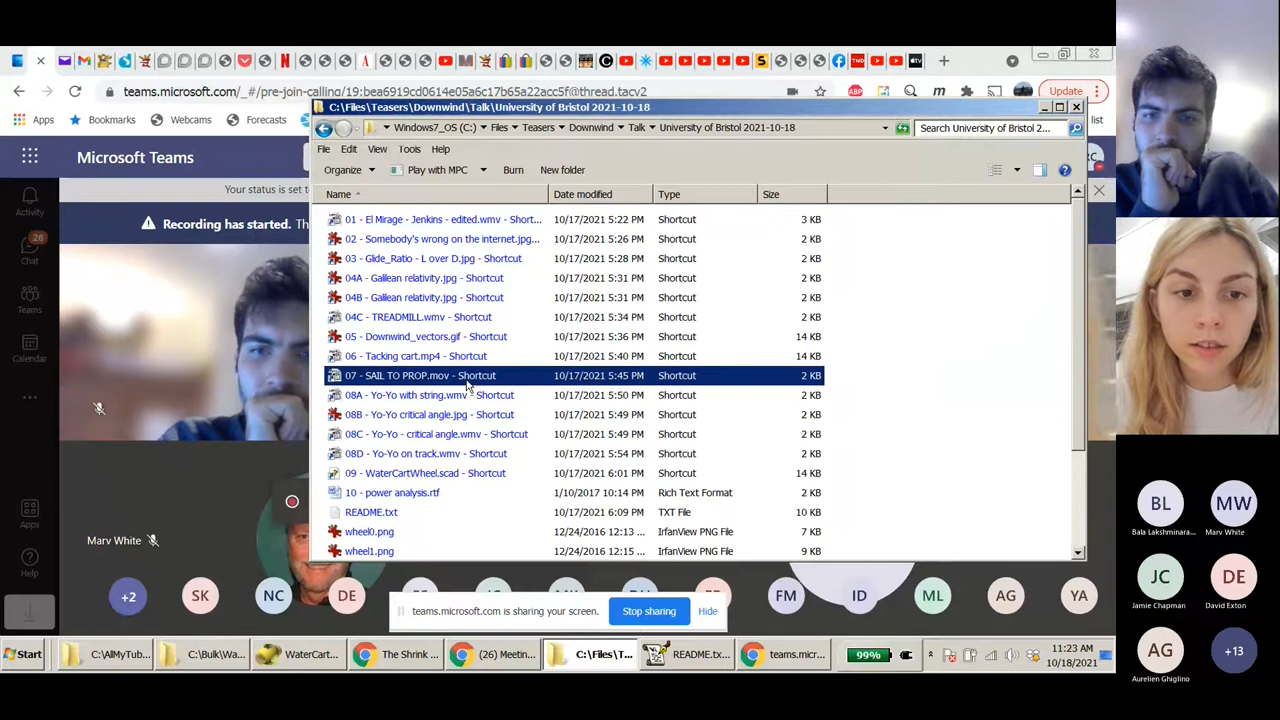 teams.microsoft.com/_#/pre-join-calling/19:bea6919cd0614e3c865a6c17b65a22acc5f@thread.tacv2
Update
Apps
Bookmarks
Webcams
Forecasts
list
C:\Files\Teasers\Downwind\Talk\University of Bristol 2021-10-18
Windows7_OS (C:)
Files
Teasers
Downwind
Talk
University of Bristol 2021-10-18
Search University of Bristol 2...
File Edit View Tools Help
Organize
Play with MPC
Burn
New folder
Microsoft Teams
Your status is set to
Recording has started. Th
Activity
26
Chat
Teams
Calendar
Apps
Help
Name Date modified Type Size
01 - El Mirage - Jenkins - edited.wmv - Short... 10/17/2021 5:22 PM Shortcut 3 KB
02 - Somebody's wrong on the internet.jpg... 10/17/2021 5:26 PM Shortcut 2 KB
03 - Glide_Ratio - L over D.jpg - Shortcut 10/17/2021 5:28 PM Shortcut 2 KB
04A - Galilean relativity.jpg - Shortcut 10/17/2021 5:31 PM Shortcut 2 KB
04B - Galilean relativity.jpg - Shortcut 10/17/2021 5:31 PM Shortcut 2 KB
04C - TREADMILL.wmv - Shortcut 10/17/2021 5:34 PM Shortcut 2 KB
05 - Downwind_vectors.gif - Shortcut 10/17/2021 5:36 PM Shortcut 14 KB
06 - Tacking cart.mp4 - Shortcut 10/17/2021 5:40 PM Shortcut 14 KB
07 - SAIL TO PROP.mov - Shortcut 10/17/2021 5:45 PM Shortcut 2 KB
08A - Yo-Yo with string.wmv - Shortcut 10/17/2021 5:50 PM Shortcut 2 KB
08B - Yo-Yo critical angle.jpg - Shortcut 10/17/2021 5:49 PM Shortcut 2 KB
08C - Yo-Yo - critical angle.wmv - Shortcut 10/17/2021 5:49 PM Shortcut 2 KB
08D - Yo-Yo on track.wmv - Shortcut 10/17/2021 5:54 PM Shortcut 2 KB
09 - WaterCartWheel.scad - Shortcut 10/17/2021 6:01 PM Shortcut 14 KB
10 - power analysis.rtf 1/10/2017 10:14 PM Rich Text Format 2 KB
README.txt 10/17/2021 6:09 PM TXT File 10 KB
wheel0.png 12/24/2016 12:13 ... IrfanView PNG File 7 KB
wheel1.png 12/24/2016 12:15 ... IrfanView PNG File 9 KB
Marv White
+2 SK NC DE FM ID ML AG YA
teams.microsoft.com is sharing your screen. Stop sharing Hide
Start
C:\AllMyTub...
C:\Bulk\Wa...
WaterCart...
The Shrink ...
(26) Meetin...
C:\Files\T...
README.tx...
teams.micr...
99%
11:23 AM
10/18/2021
BL MW
Bala Lakshminara... Marv White
JC DE
Jamie Chapman David Exton
AG +13
Aurelien Ghiglino